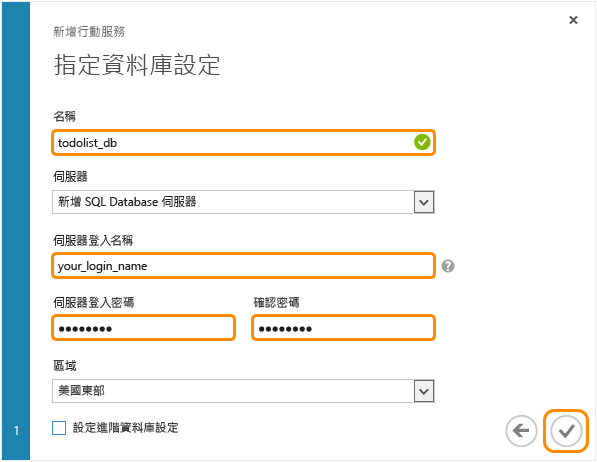 新增行動服務
指定資料庫設定
名稱
todolist_db
伺服器
新增 SQL Database 伺服器
伺服器登入名稱
your_login_name
?
伺服器登入密碼 確認密碼
●●●●●●●● ●●●●●●●●
區域
美國東部
1 設定進階資料庫設定